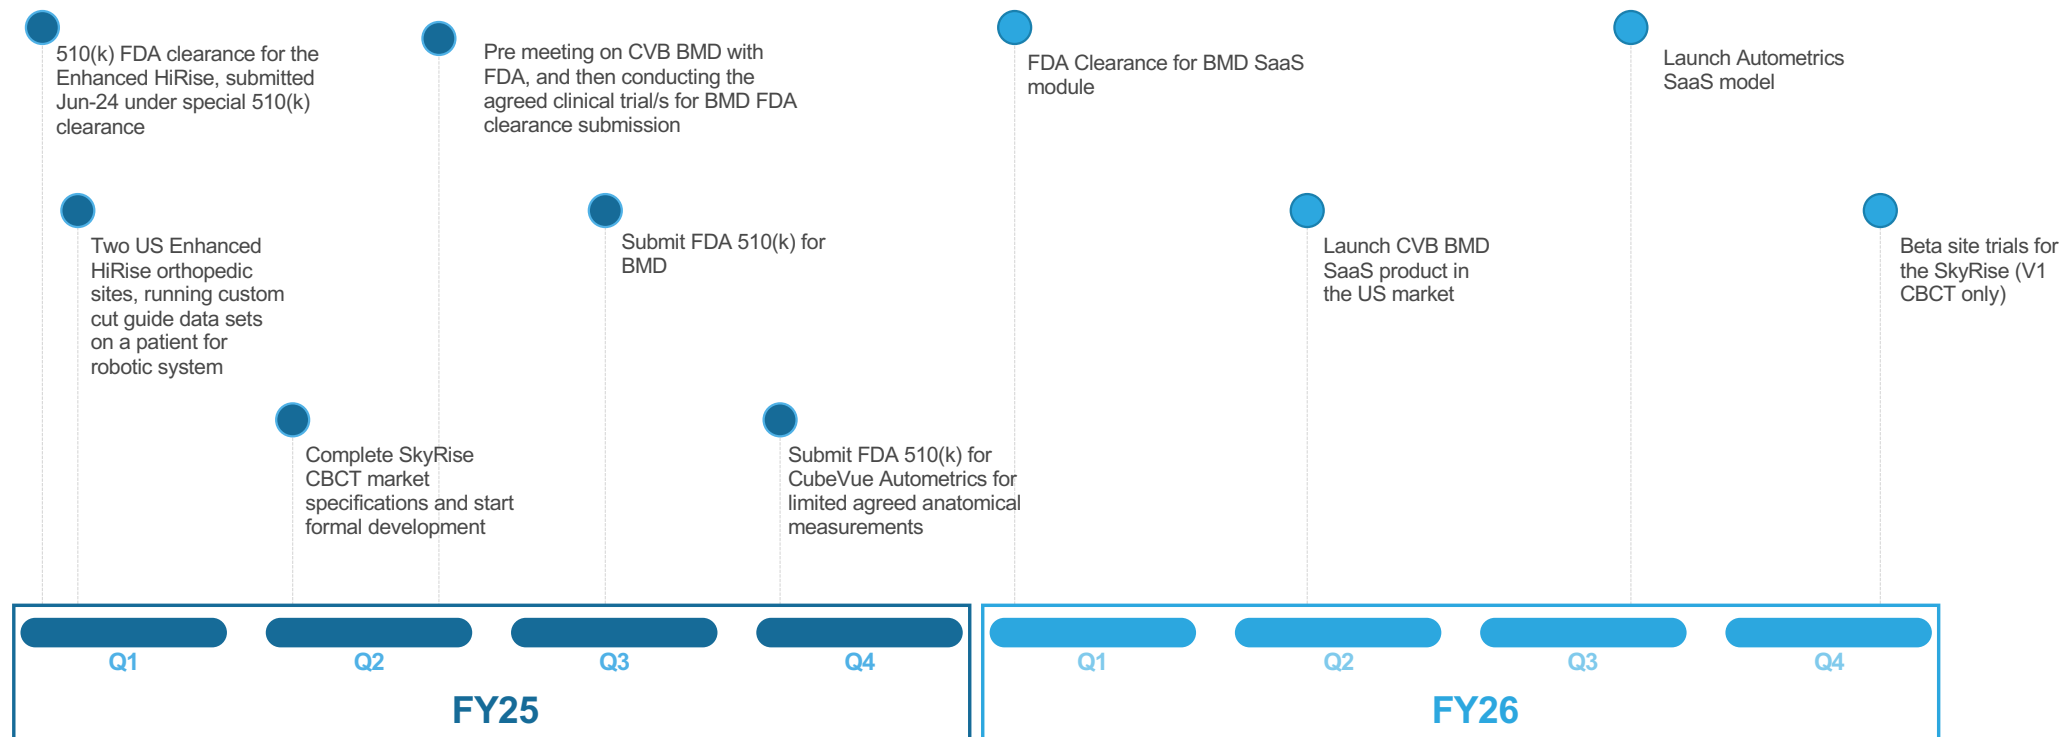 510(k) FDA clearance for the
Enhanced HiRise, submitted
Jun-24 under special 510(k)
clearance
Pre meeting on CVB BMD with
FDA, and then conducting the
agreed clinical trial/s for BMD FDA
clearance submission
FDA Clearance for BMD SaaS
module
Launch Autometrics
SaaS model
Two US Enhanced
HiRise orthopedic
sites, running custom
cut guide data sets
on a patient for
robotic system
Submit FDA 510(k) for
BMD
Launch CVB BMD
SaaS product in
the US market
Beta site trials for
the SkyRise (V1
CBCT only)
Complete SkyRise
CBCT market
specifications and start
formal development
Submit FDA 510(k) for
CubeVue Autometrics for
limited agreed anatomical
measurements
Q1
Q2
Q3
Q4
Q1
Q2
Q3
Q4
FY25
FY26